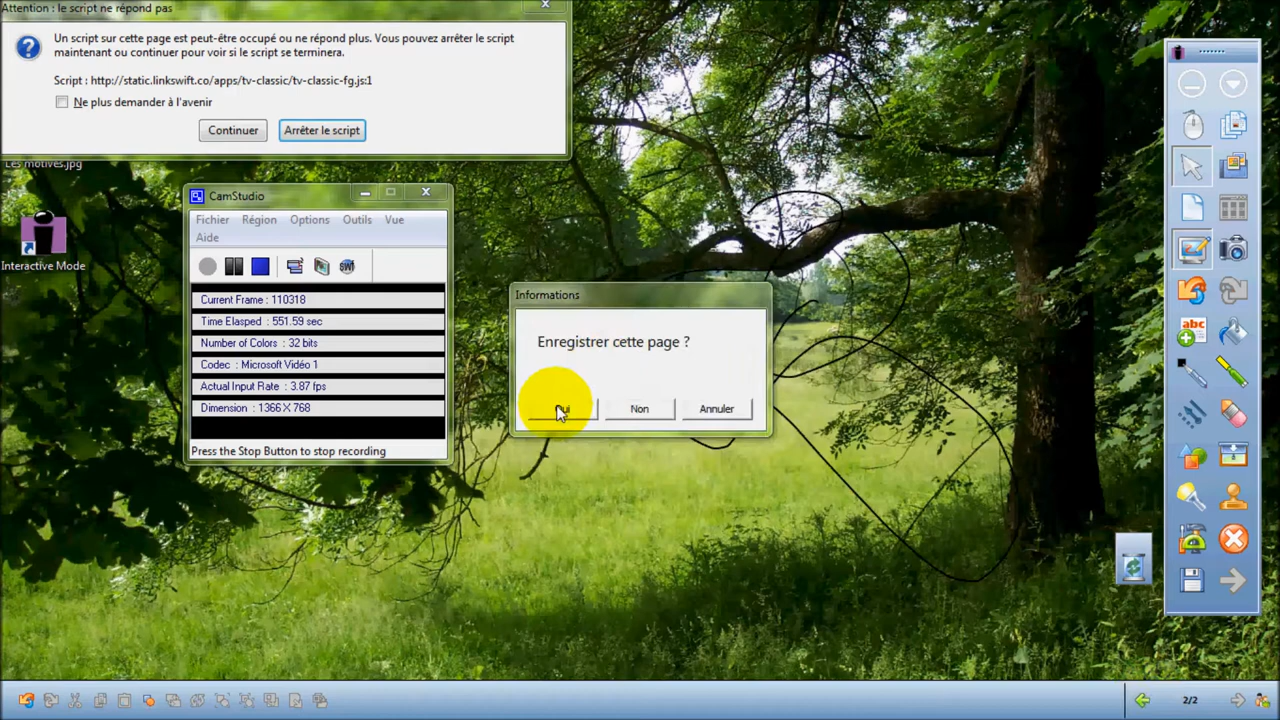 Attention : le script ne répond pas
Un script sur cette page est peut-être occupé ou ne répond plus. Vous pouvez arrêter le script
maintenant ou continuer pour voir si le script se terminera.
Script : http://static.linkswift.co/apps/tv-classic/tv-classic-fg.js:1
Ne plus demander à l'avenir
Continuer
Arrêter le script
Les motives.jpg
Interactive Mode
CamStudio
Fichier Région Options Outils Vue
Aide
SWF
Current Frame : 110318
Time Elasped : 551.59 sec
Number of Colors : 32 bits
Codec : Microsoft Vidéo 1
Actual Input Rate : 3.87 fps
Dimension : 1366 X 768
Press the Stop Button to stop recording
Informations
Enregistrer cette page ?
Oui
Non
Annuler
abc
2/2